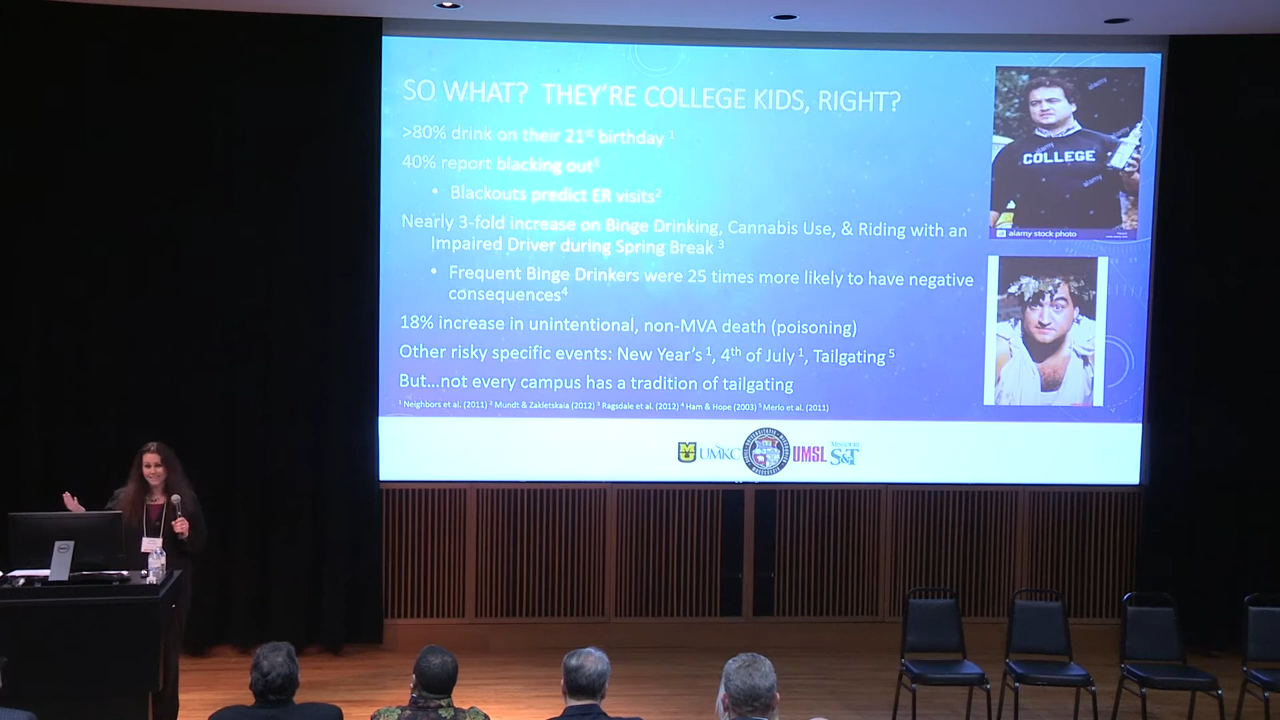 SO WHAT? THEY'RE COLLEGE KIDS, RIGHT?
>80% drink on their 21st birthday 1
40% report blacking out1
• Blackouts predict ER visits2
Nearly 3-fold increase on Binge Drinking, Cannabis Use, & Riding with an
Impaired Driver during Spring Break 3
• Frequent Binge Drinkers were 25 times more likely to have negative
consequences4
18% increase in unintentional, non-MVA death (poisoning)
Other risky specific events: New Year's 1, 4th of July 1, Tailgating 5
But...not every campus has a tradition of tailgating
1 Neighbors et al. (2011) 2 Mundt & Zakletskaia (2012) 3 Ragsdale et al. (2012) 4 Ham & Hope (2003) 5 Merlo et al. (2011)
alamy
COLLEGE
alamy
alamy
a alamy stock photo
UMKC
UMSL
MISSOURI
S&T
DELL